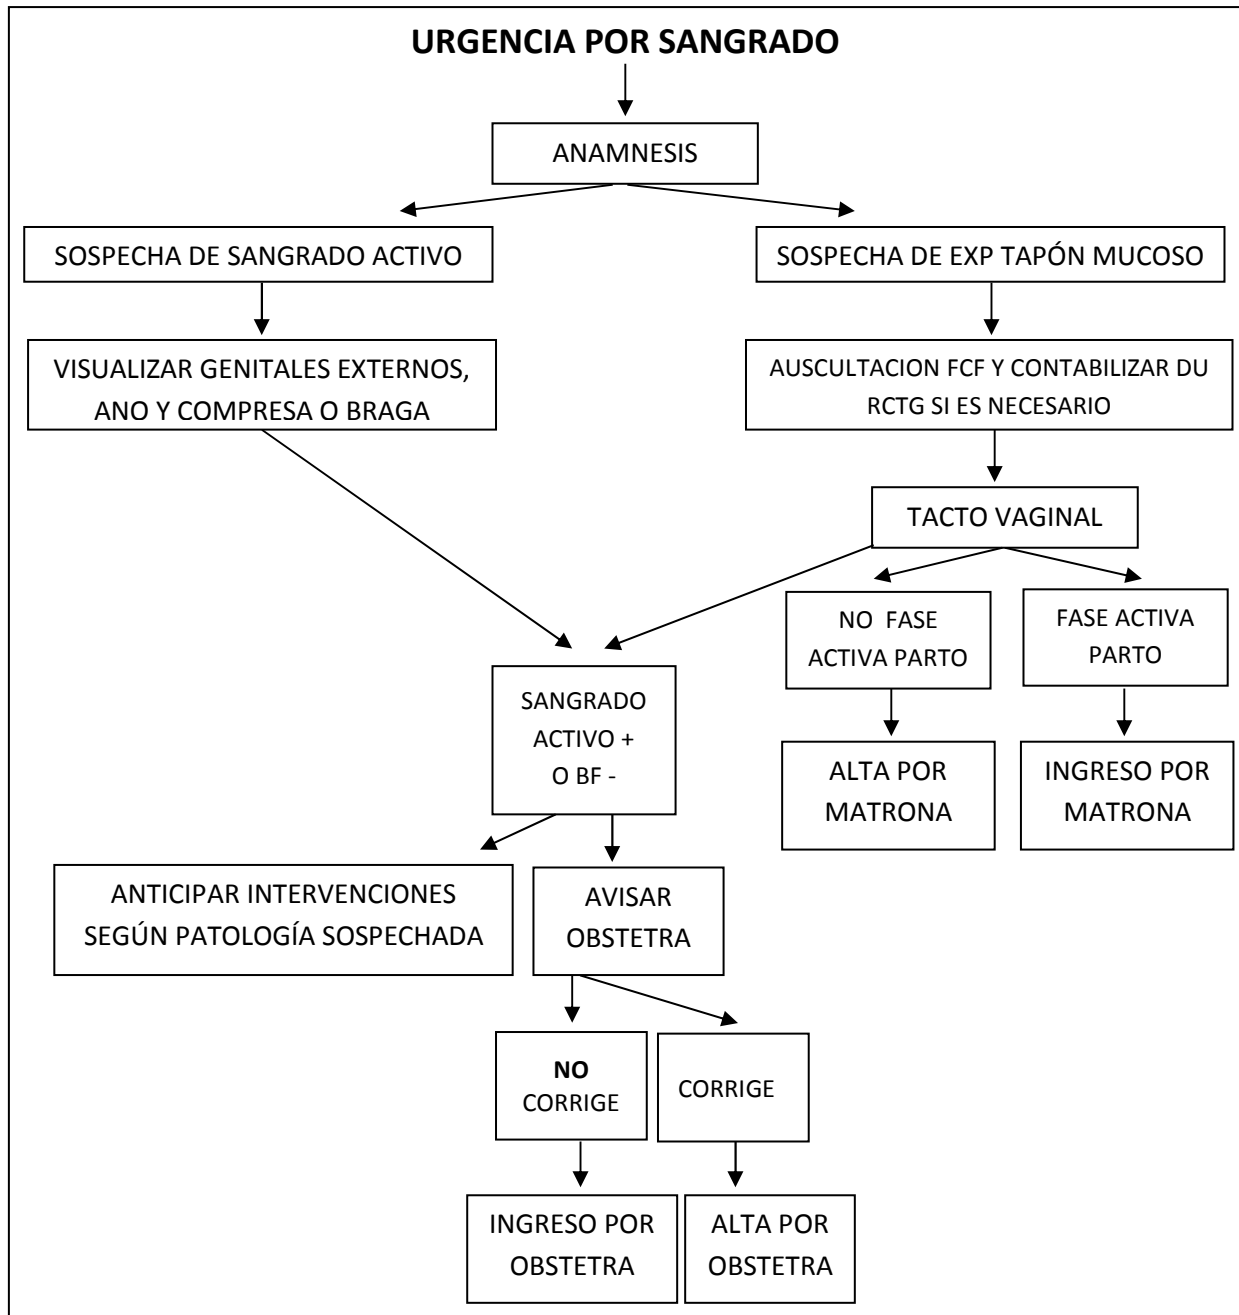 URGENCIA POR SANGRADO
ANAMNESIS
SOSPECHA DE SANGRADO ACTIVO
SOSPECHA DE EXP TAPÓN MUCOSO
VISUALIZAR GENITALES EXTERNOS,
ANO Y COMPRESA O BRAGA
AUSCULTACION FCF Y CONTABILIZAR DU
RCTG SI ES NECESARIO
TACTO VAGINAL
NO FASE
ACTIVA PARTO
FASE ACTIVA
PARTO
SANGRADO
ACTIVO +
O BF -
ALTA POR
MATRONA
INGRESO POR
MATRONA
ANTICIPAR INTERVENCIONES
SEGÚN PATOLOGÍA SOSPECHADA
AVISAR
OBSTETRA
NO
CORRIGE
CORRIGE
INGRESO POR
OBSTETRA
ALTA POR
OBSTETRA